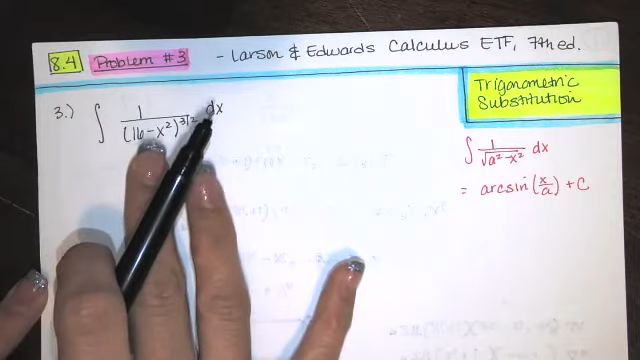 8.4 Problem #3 - Larson & Edwards Calculus ETF, 7th ed.
Trigonometric
Substitution
3.) ∫ 1/(16-x²)^3/2 dx
∫ 1/√(a²-x²) dx
= arcsin (x/a) + C